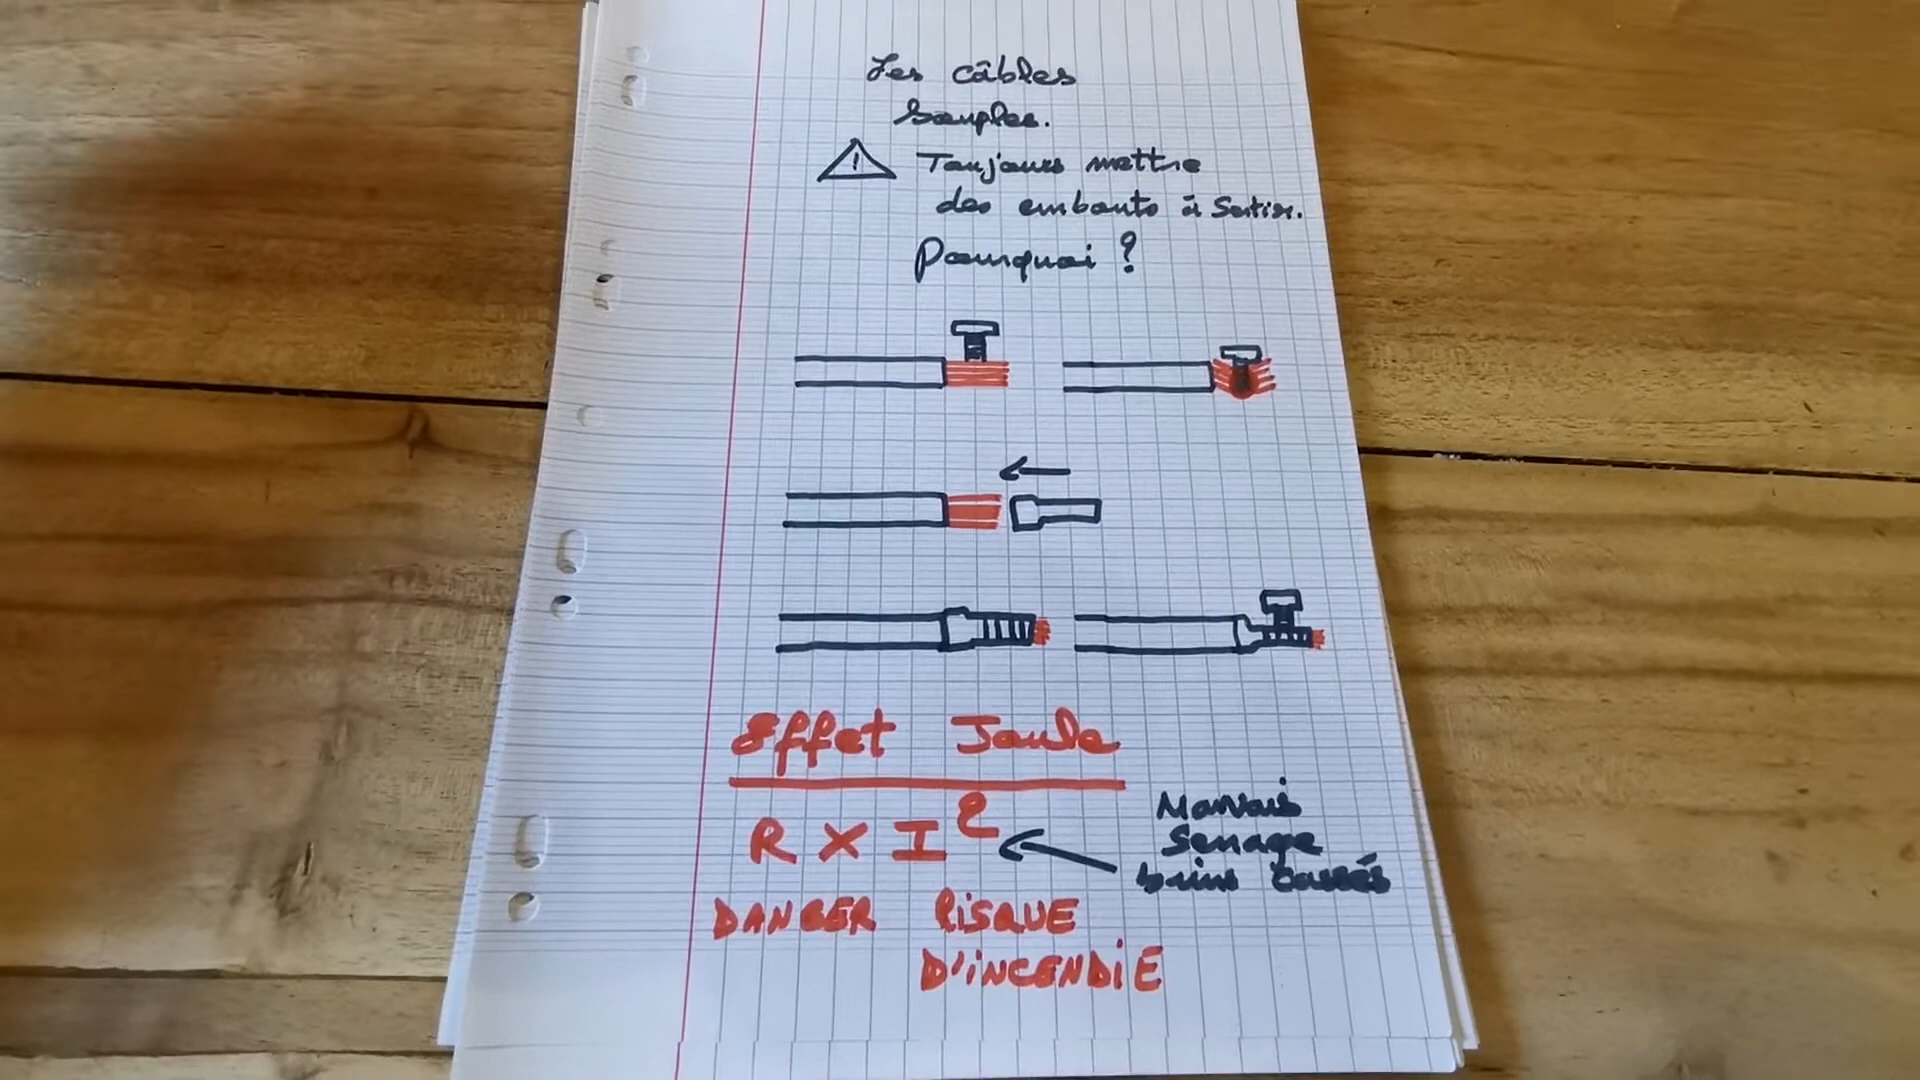 Les câbles
souples.
! Toujours mettre
des embouts à Sertir.
Pourquoi ?
Effet Joule
R X I²
Mauvais
Serrage
brins cassés
DANGER RISQUE
D'INCENDIE